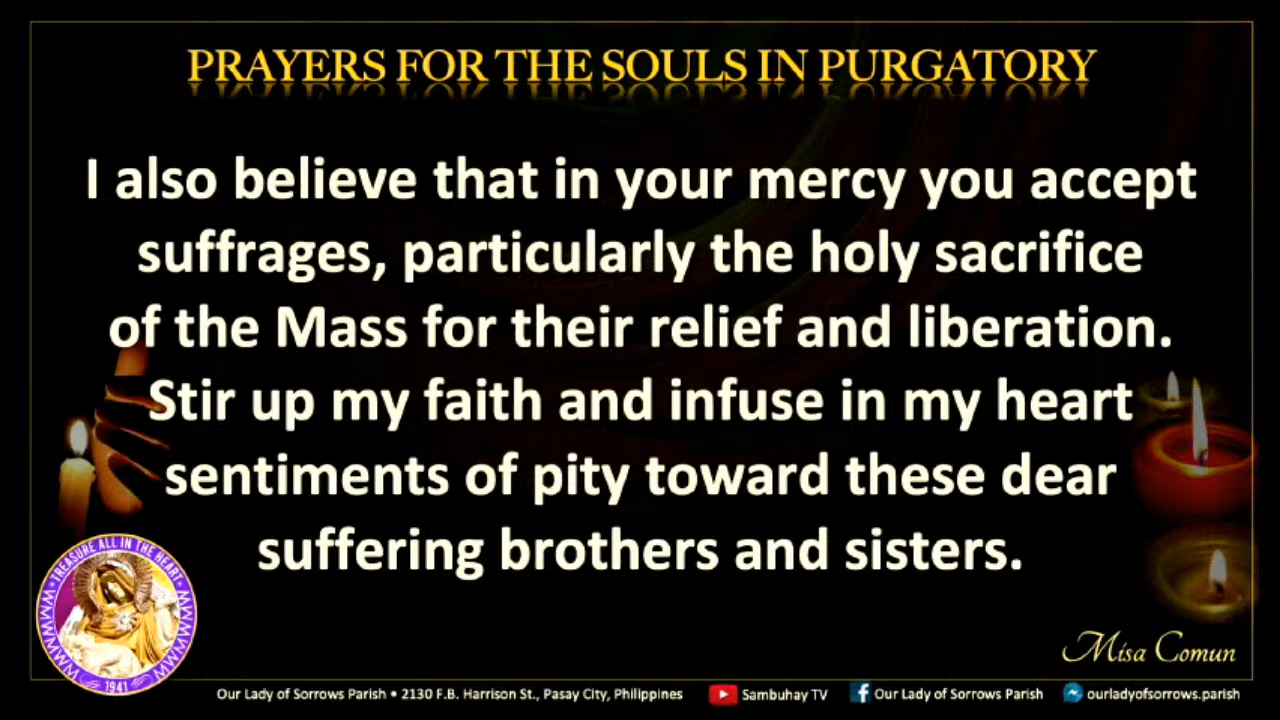 PRAYERS FOR THE SOULS IN PURGATORY
I also believe that in your mercy you accept
suffrages, particularly the holy sacrifice
of the Mass for their relief and liberation.
Stir up my faith and infuse in my heart
sentiments of pity toward these dear
suffering brothers and sisters.
TREASURE ALL IN THE HEART
1941
Misa Comun
Our Lady of Sorrows Parish • 2130 F.B. Harrison St., Pasay City, Philippines Sambuhay TV Our Lady of Sorrows Parish ourladyofsorrows.parish